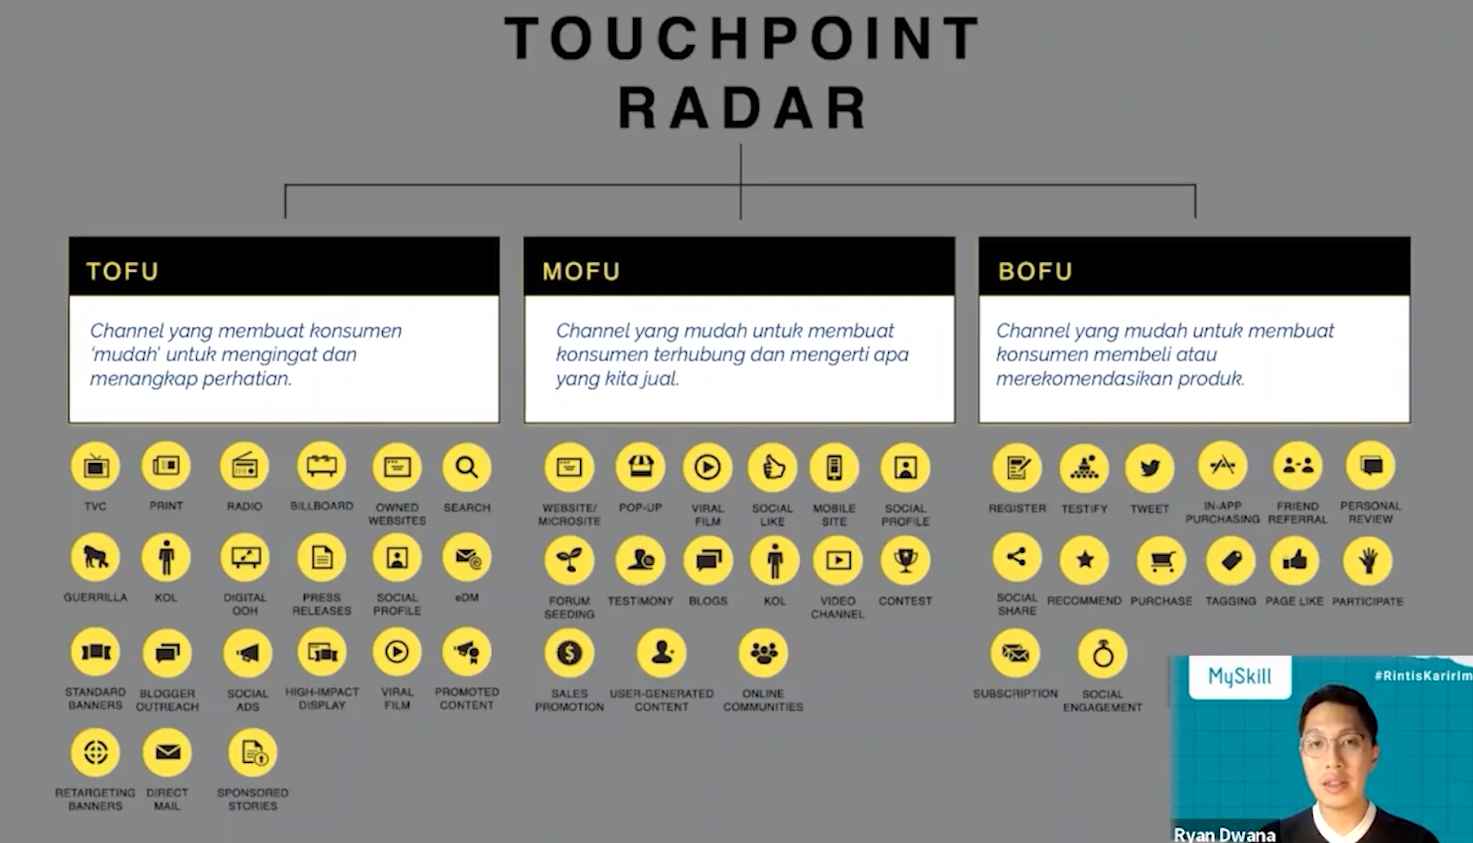 TOUCHPOINT
RADAR
TOFU
Channel yang membuat konsumen
'mudah' untuk mengingat dan
menangkap perhatian.
MOFU
Channel yang mudah untuk membuat
konsumen terhubung dan mengerti apa
yang kita jual.
BOFU
Channel yang mudah untuk membuat
konsumen membeli atau
merekomendasikan produk.
TVC
PRINT
RADIO
BILLBOARD
OWNED
WEBSITES
SEARCH
GUERRILLA
KOL
DIGITAL
OOH
PRESS
RELEASES
SOCIAL
PROFILE
eDM
STANDARD
BANNERS
BLOGGER
OUTREACH
SOCIAL
ADS
HIGH-IMPACT
DISPLAY
VIRAL
FILM
PROMOTED
CONTENT
RETARGETING
BANNERS
DIRECT
MAIL
SPONSORED
STORIES
WEBSITE/
MICROSITE
POP-UP
VIRAL
FILM
SOCIAL
LIKE
MOBILE
SITE
SOCIAL
PROFILE
FORUM
SEEDING
TESTIMONY
BLOGS
KOL
VIDEO
CHANNEL
CONTEST
SALES
PROMOTION
USER-GENERATED
CONTENT
ONLINE
COMMUNITIES
REGISTER
TESTIFY
TWEET
IN-APP
PURCHASING
FRIEND
REFERRAL
PERSONAL
REVIEW
SOCIAL
SHARE
RECOMMEND
PURCHASE
TAGGING
PAGE LIKE
PARTICIPATE
SUBSCRIPTION
SOCIAL
ENGAGEMENT
MySkill
#RintisKarirIm
Ryan Dwana